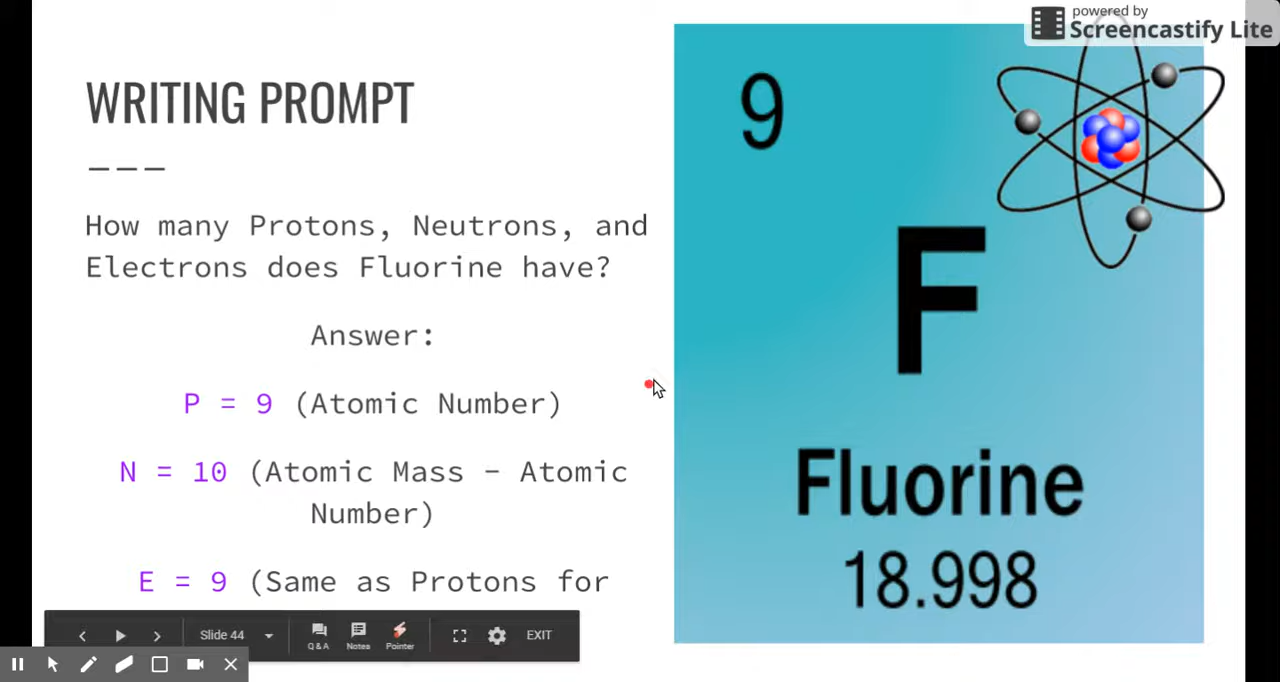 powered by
Screencastify Lite
WRITING PROMPT
---
How many Protons, Neutrons, and
Electrons does Fluorine have?
Answer:
P = 9 (Atomic Number)
N = 10 (Atomic Mass - Atomic
Number)
E = 9 (Same as Protons for
9
F
Fluorine
18.998
Slide 44
Q & A
Notes
Pointer
EXIT